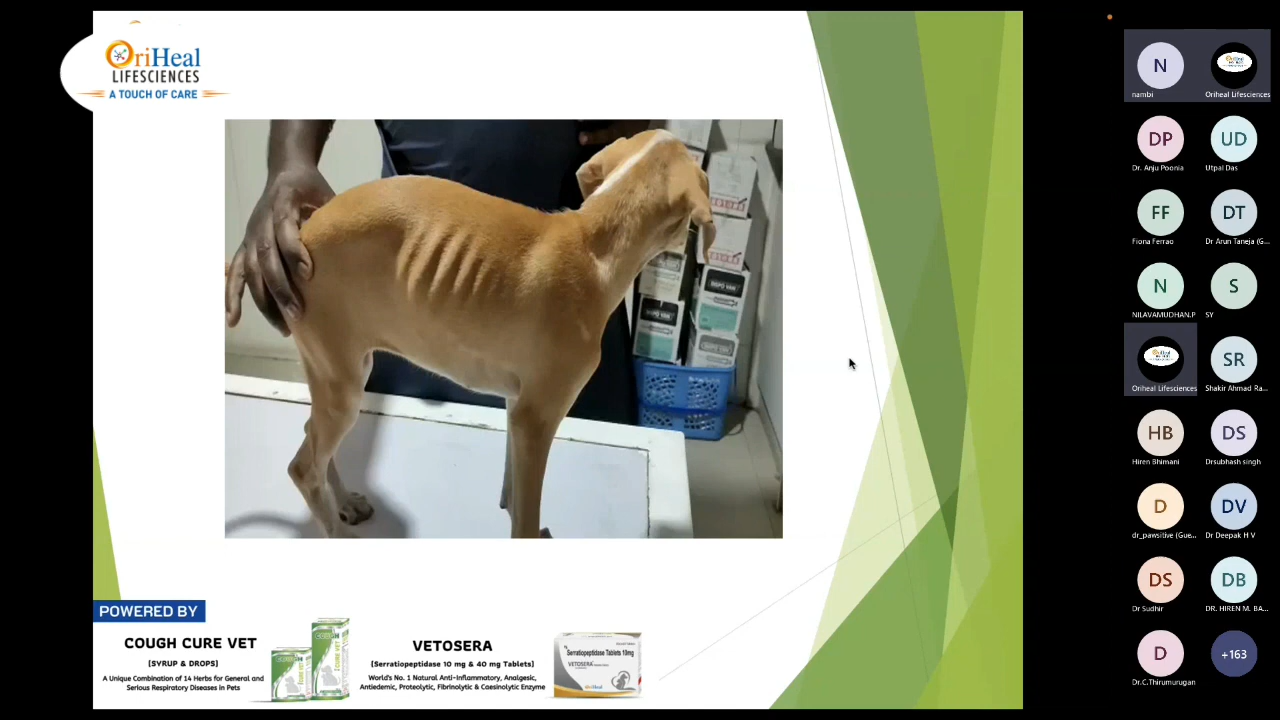 OriHeal
LIFESCIENCES
A TOUCH OF CARE
DISPO VAN
POWERED BY
COUGH CURE VET
(SYRUP & DROPS)
A Unique Combination of 14 Herbs for General and
Serious Respiratory Diseases in Pets
VETOSERA
(Serratiopeptidase 10 mg & 40 mg Tablets)
World's No. 1 Natural Anti-Inflammatory, Analgesic,
Antiedemic, Proteolytic, Fibrinolytic & Caesinolytic Enzyme
Serratiopeptidase Tablets 10mg
VETOSERA
N
nambi
Oriheal Lifesciences
DP
Dr. Anju Poonia
UD
Utpal Das
FF
Fiona Ferrao
DT
Dr Arun Taneja (G...
N
NILAVAMUDHAN.P
S
SY
Oriheal Lifesciences
SR
Shakir Ahmad Ra...
HB
Hiren Bhimani
DS
Drsubhash singh
D
dr_pawsitive (Gue...
DV
Dr Deepak H V
DS
Dr Sudhir
DB
DR. HIREN M. BA...
D
Dr.C.Thirumurugan
+163